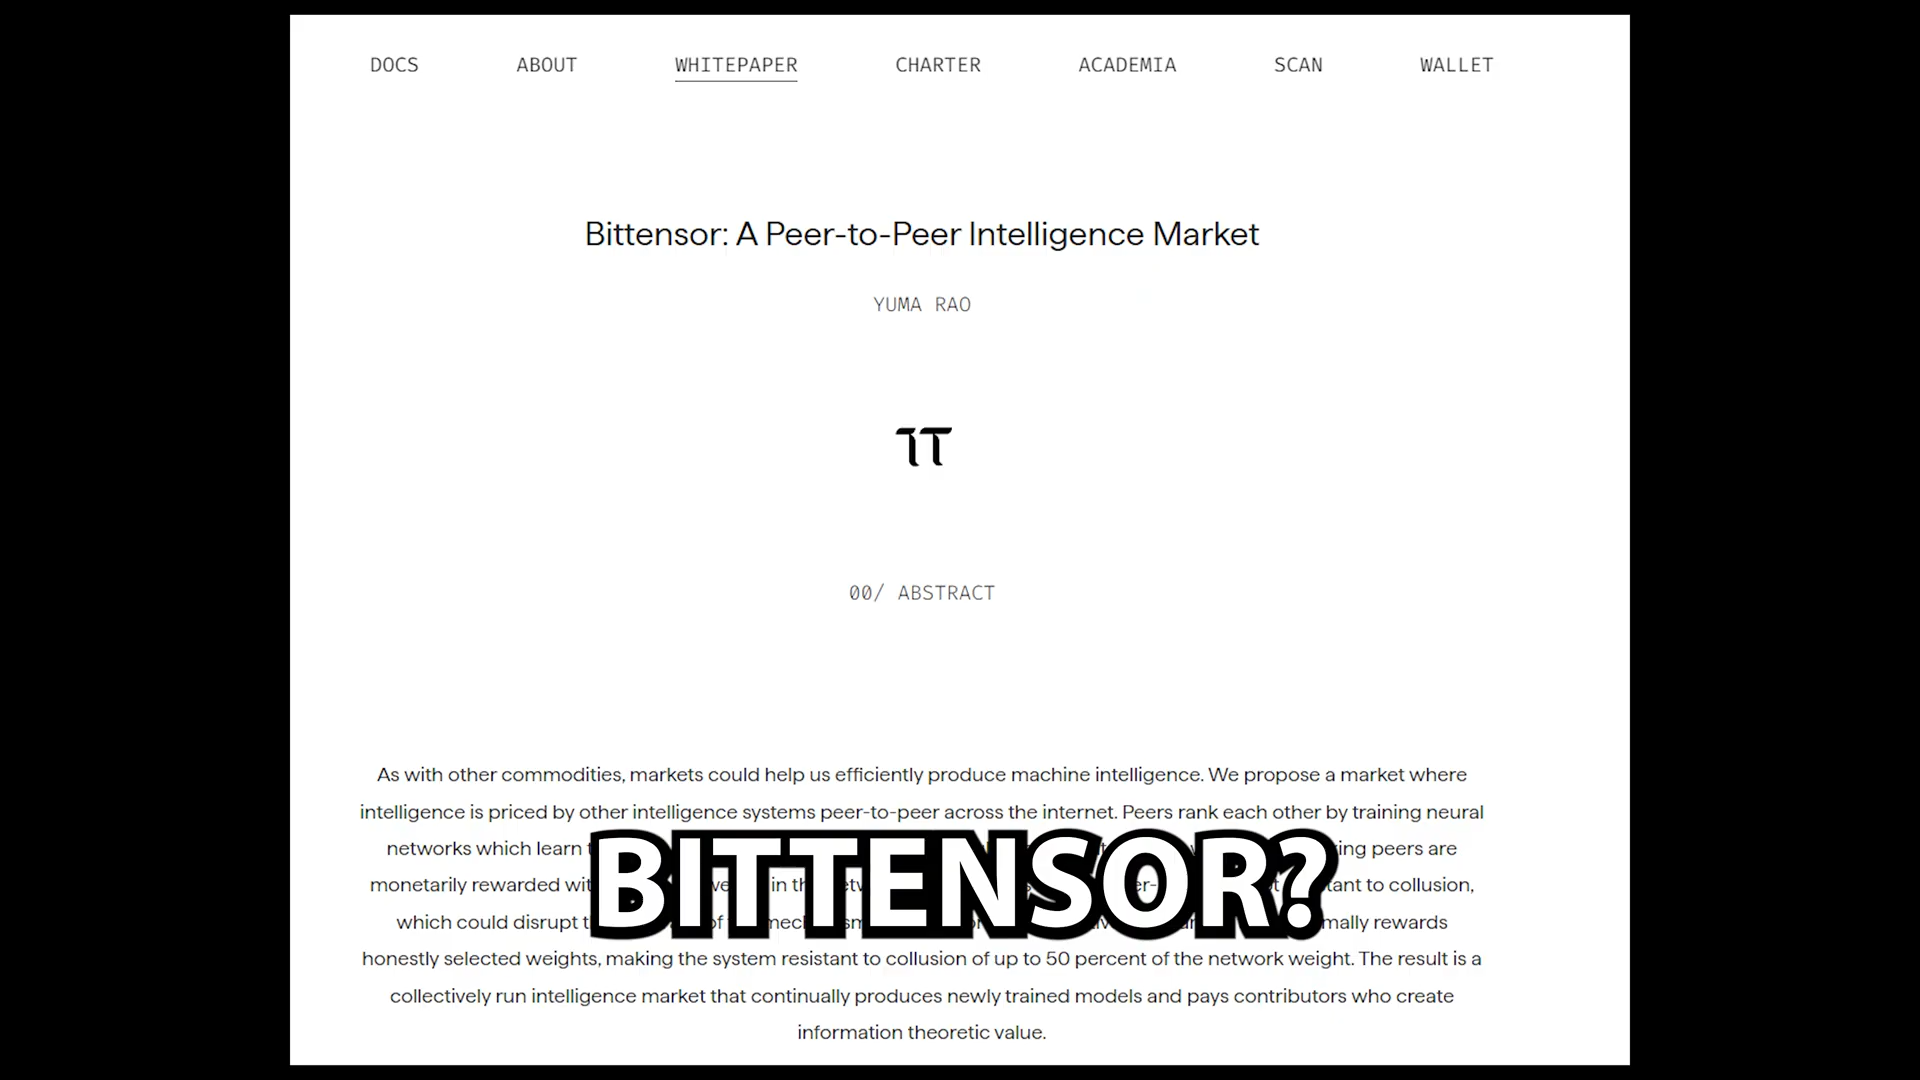 DOCS ABOUT WHITEPAPER CHARTER ACADEMIA SCAN WALLET
Bittensor: A Peer-to-Peer Intelligence Market
YUMA RAO
00/ ABSTRACT
As with other commodities, markets could help us efficiently produce machine intelligence. We propose a market where
intelligence is priced by other intelligence systems peer-to-peer across the internet. Peers rank each other by training neural
networks which learn peers are
monetarily rewarded in to collusion,
which could disrupt of rewards
BITTENSOR?
honestly selected weights, making the system resistant to collusion of up to 50 percent of the network weight. The result is a
collectively run intelligence market that continually produces newly trained models and pays contributors who create
information theoretic value.